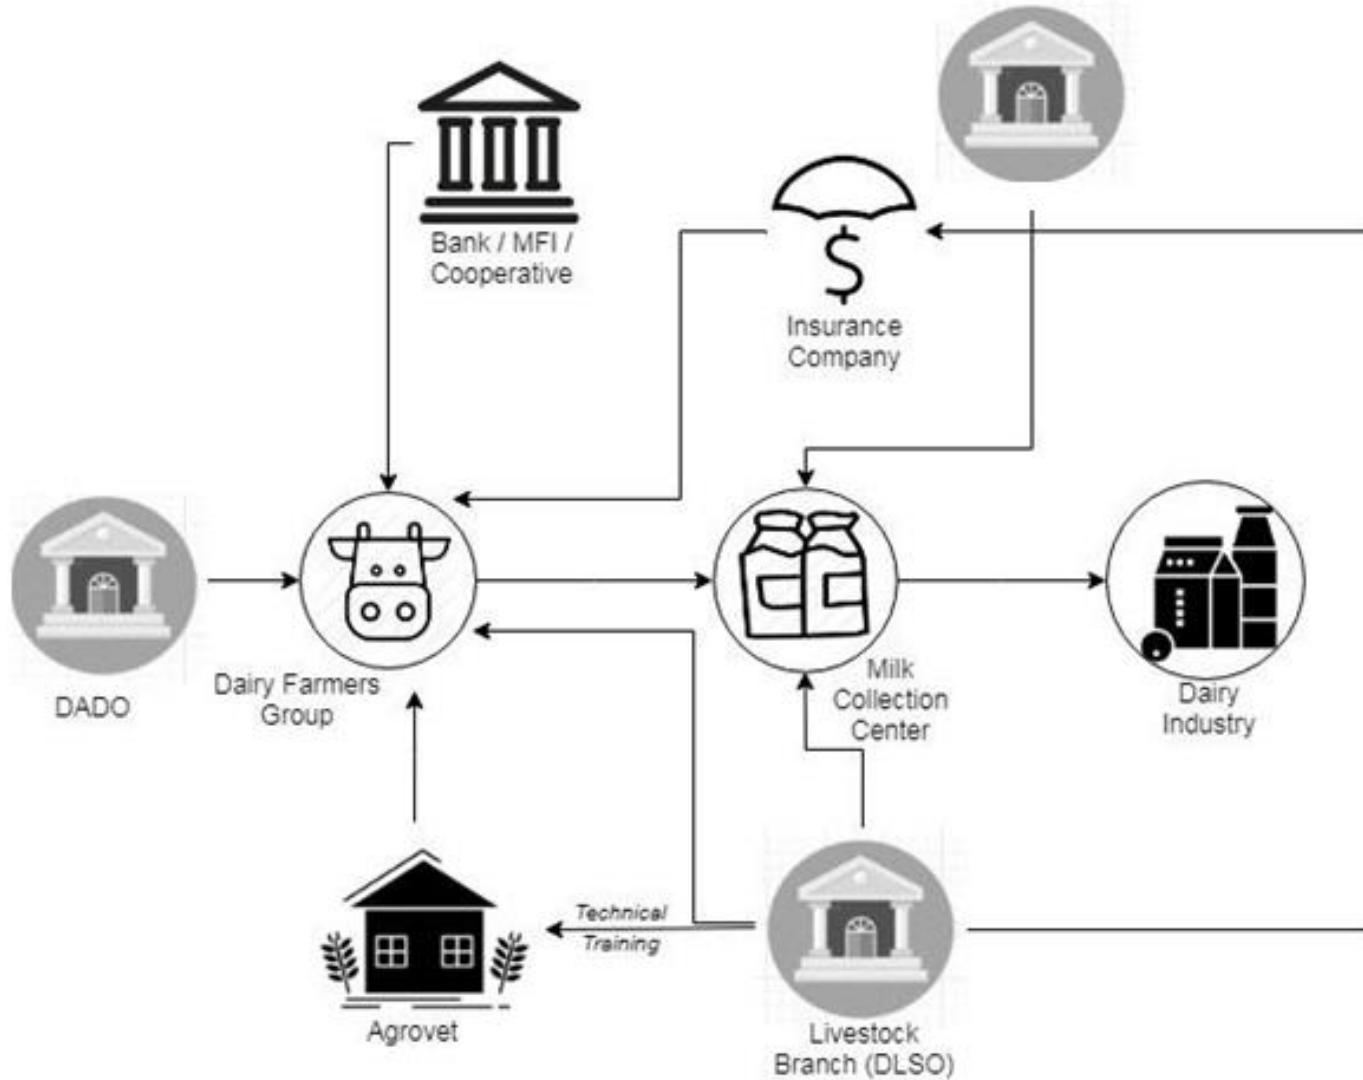 Bank / MFI /
Cooperative
$
Insurance
Company
DADO
Dairy Farmers
Group
Milk
Collection
Center
Dairy
Industry
Technical
Training
Agrovet
Livestock
Branch (DLSO)